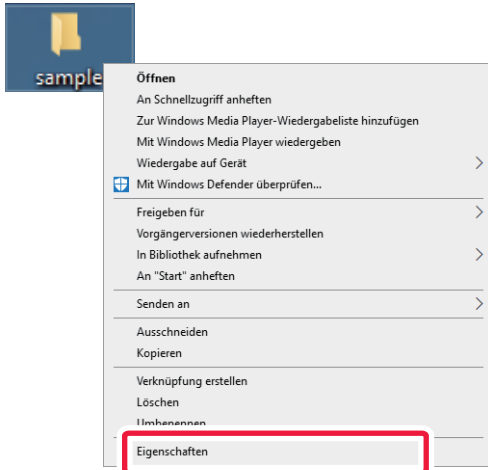 sample
Öffnen
An Schnellzugriff anheften
Zur Windows Media Player-Wiedergabeliste hinzufügen
Mit Windows Media Player wiedergeben
Wiedergabe auf Gerät
Mit Windows Defender überprüfen...
Freigeben für
Vorgängerversionen wiederherstellen
In Bibliothek aufnehmen
An "Start" anheften
Senden an
Ausschneiden
Kopieren
Verknüpfung erstellen
Löschen
Umbenennen
Eigenschaften